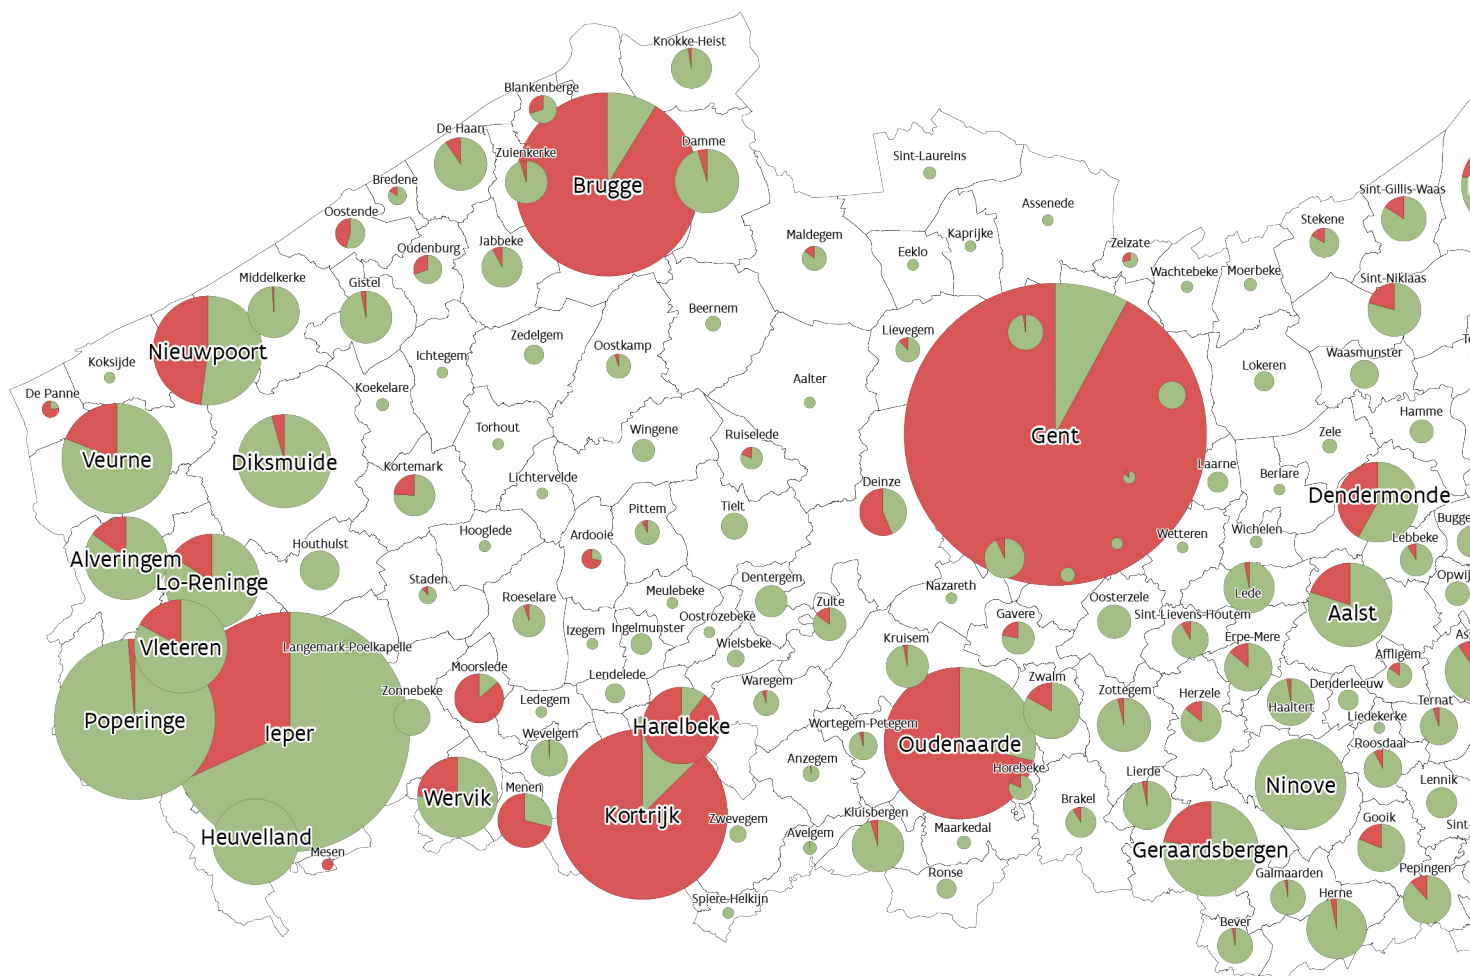 Knokke-Heist
Blankenberge
De Haan
Zuienkerke
Damme
Brugge
Bredene
Oostende
Oudenburg
Jabbeke
Middelkerke
Gistel
Nieuwpoort
Koksijde
De Panne
Ichtegem
Koekelare
Zedelgem
Oostkamp
Beernem
Sint-Laureins
Assenede
Maldegem
Eeklo
Kaprijke
Zelzate
Wachtebeke
Moerbeke
Stekene
Sint-Gillis-Waas
Sint-Niklaas
Lievegem
Aalter
Lokeren
Waasmunster
Te
Hamme
Zele
Veurne
Diksmuide
Kortemark
Torhout
Lichtervelde
Wingene
Ruiselede
Gent
Deinze
Laarne
Berlare
Dendermonde
Bugge
Lebbeke
Alveringem
Lo-Reninge
Houthulst
Hooglede
Ardooie
Pittem
Tielt
Wetteren
Wichelen
Staden
Roeselare
Meulebeke
Dentergem
Zulte
Nazareth
Oosterzele
Lede
Opwij
Vleteren
Langemark-Poelkapelle
Izegem
Ingelmunster
Oostrozebeke
Wielsbeke
Kruisem
Gavere
Sint-Lievens-Houtem
Erpe-Mere
Aalst
As
Affligem
Poperinge
Ieper
Zonnebeke
Moorslede
Ledegem
Lendelede
Waregem
Zwalm
Zottegem
Herzele
Haaltert
Denderleeuw
Liedekerke
Ternat
Wevelgem
Harelbeke
Wortegem-Petegem
Oudenaarde
Horebeke
Roosdaal
Wervik
Menen
Kortrijk
Anzegem
Lierde
Ninove
Lennik
Heuvelland
Mesen
Zwevegem
Avelgem
Kluisbergen
Maarkedal
Brakel
Geraardsbergen
Gooik
Sint-
Spiere-Helkijn
Ronse
Galmaarden
Pepingen
Herne
Bever